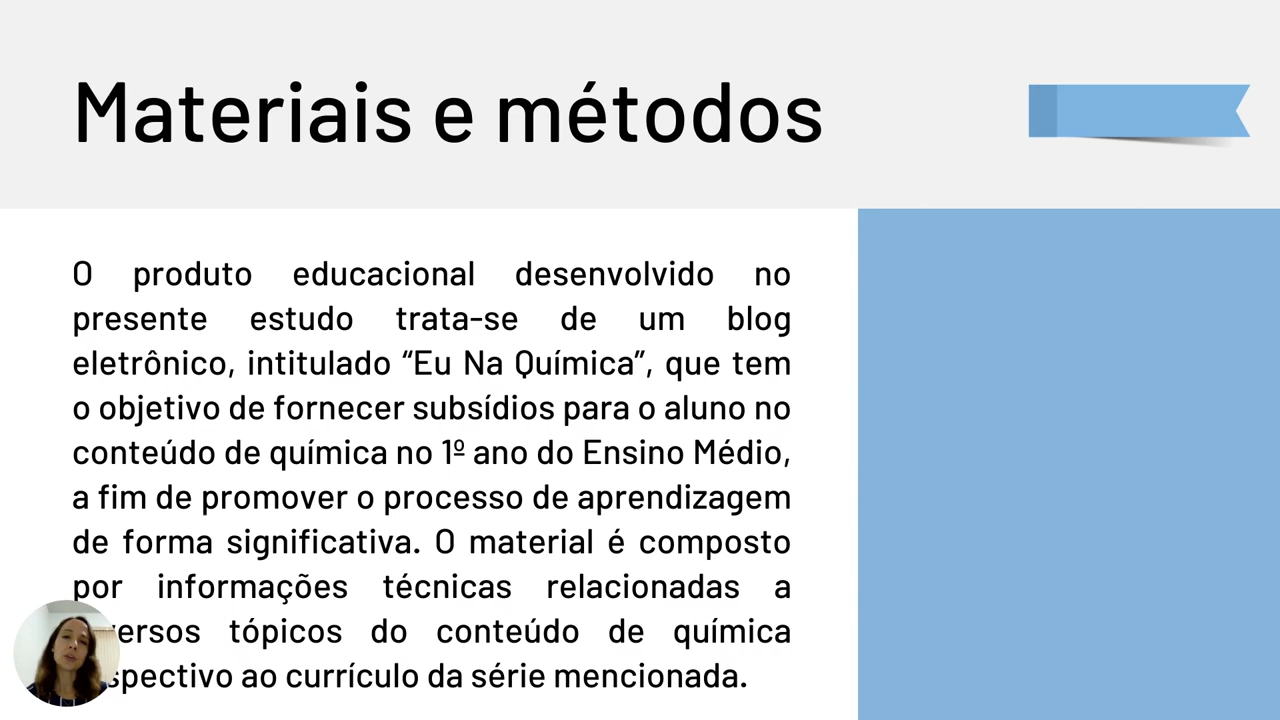 Materiais e métodos
O produto educacional desenvolvido no
presente estudo trata-se de um blog
eletrônico, intitulado “Eu Na Química”, que tem
o objetivo de fornecer subsídios para o aluno no
conteúdo de química no 1º ano do Ensino Médio,
a fim de promover o processo de aprendizagem
de forma significativa. O material é composto
por informações técnicas relacionadas a
tópicos do conteúdo de química
ao currículo da série mencionada.